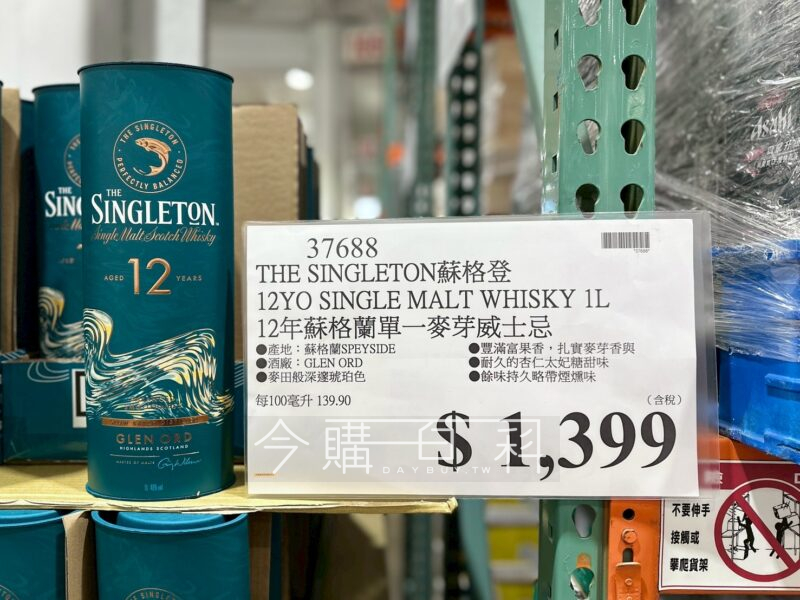 THE SINGLETON
PERFECTLY BALANCED
THE
SINGLETON
Single Malt Scotch Whisky
AGED 12 YEARS
GLEN ORD
HIGHLANDS SCOTLAND
MASTER OF MALTS
THE
SIN
37688
THE SINGLETON蘇格登
12YO SINGLE MALT WHISKY 1L
12年蘇格蘭單一麥芽威士忌
●產地：蘇格蘭SPEYSIDE
●酒廠：GLEN ORD
●麥田般深邃琥珀色
●豐滿富果香，扎實麥芽香與
●耐久的杏仁太妃糖甜味
●餘味持久略帶煙燻味
每100毫升 139.90
（含稅）
$ 1,399
今購百科
DAYBUY.TW
Asahi
不要伸手
接觸或
攀爬貨架